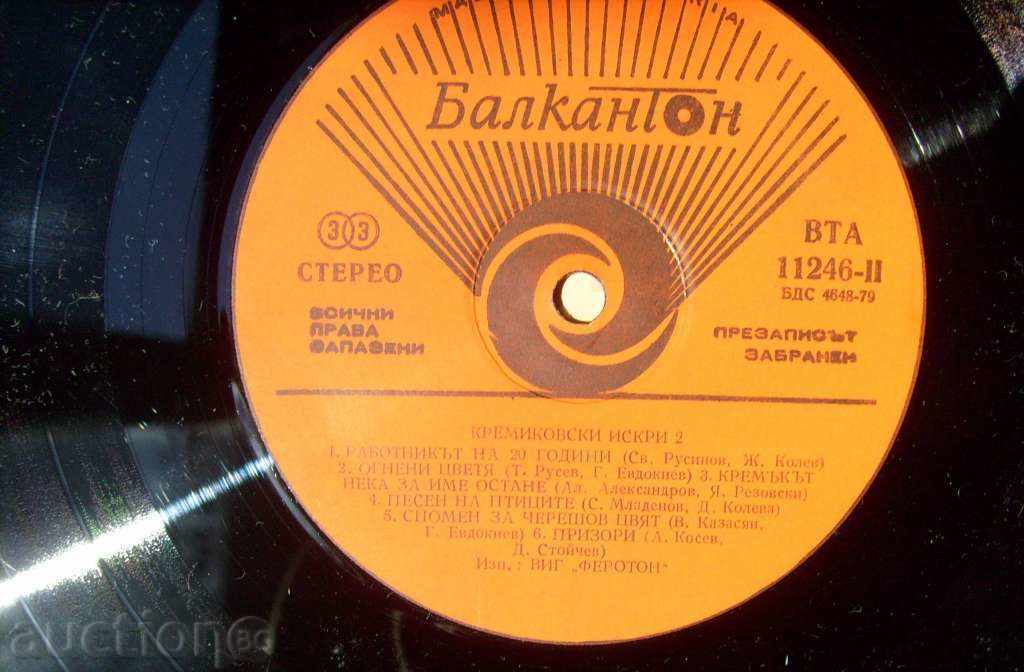 Балкантон
33
СТЕРЕО
ВСИЧКИ
ПРАВА
ЗАПАЗЕНИ
ВТА
11246-II
БДС 4648-79
ПРЕЗАПИСЪТ
ЗАБРАНЕН
КРЕМИКОВСКИ ИСКРИ 2
1. РАБОТНИКЪТ НА 20 ГОДИНИ (Св. Русинов, Ж. Колев)
2. ОГНЕНИ ЦВЕТЯ (Т. Русев, Г. Евдокиев) 3. КРЕМЪКЪТ
НЕКА ЗА ИМЕ ОСТАНЕ (Ал. Александров, Я. Резовски)
4. ПЕСЕН НА ПТИЦИТЕ (С. Младенов, Д. Колева)
5. СПОМЕН ЗА ЧЕРЕШОВ ЦВЯТ (В. Казасян,
Г. Евдокиев) 6. ПРИЗОРИ (А. Косев,
Д. Стойчев)
Изп.: ВИГ „ФЕРОТОН"
auction.bg